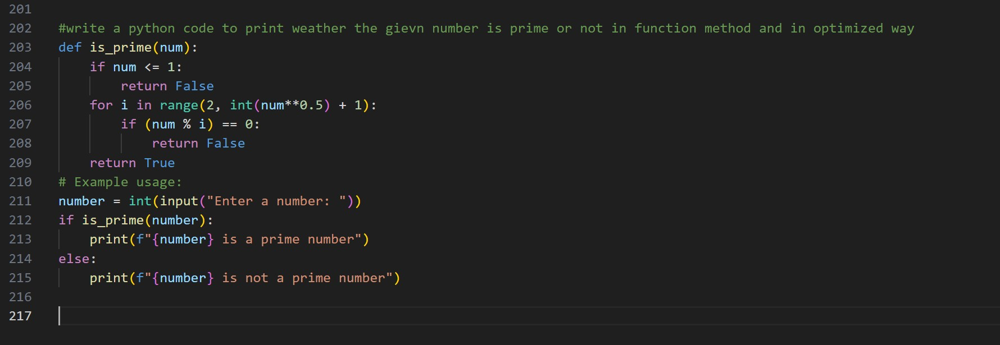 201
202 #write a python code to print weather the gievn number is prime or not in function method and in optimized way
203 def is_prime(num):
204     if num <= 1:
205         return False
206     for i in range(2, int(num**0.5) + 1):
207         if (num % i) == 0:
208             return False
209     return True
210 # Example usage:
211 number = int(input("Enter a number: "))
212 if is_prime(number):
213     print(f"{number} is a prime number")
214 else:
215     print(f"{number} is not a prime number")
216
217